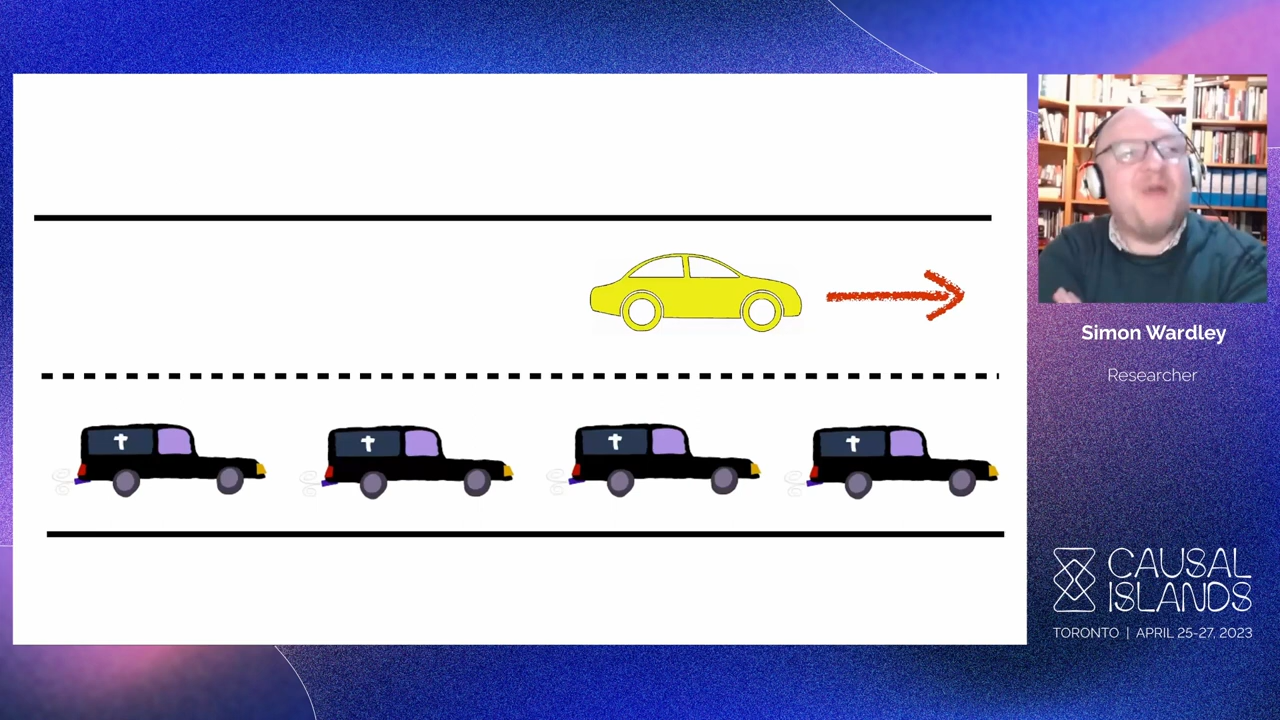 Simon Wardley
Researcher
CAUSAL
ISLANDS
TORONTO | APRIL 25-27, 2023